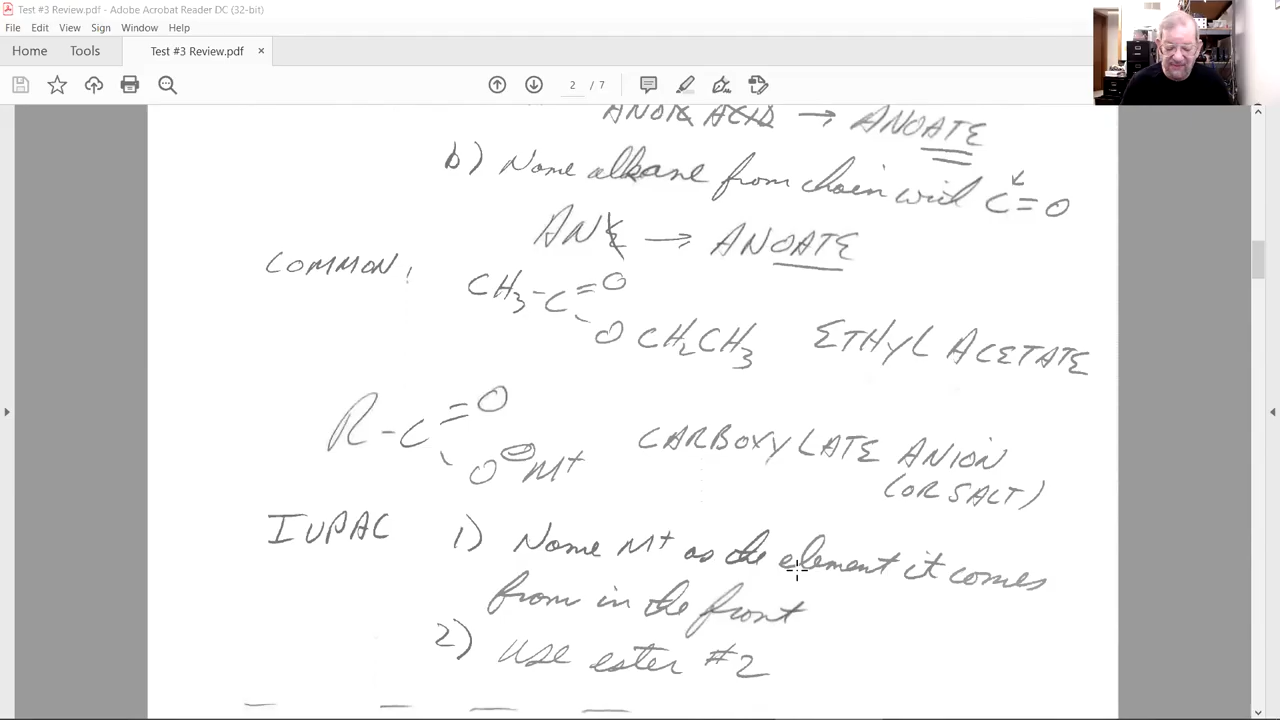 Test #3 Review.pdf - Adobe Acrobat Reader DC (32-bit)
File Edit View Sign Window Help
Home Tools Test #3 Review.pdf ×
2 / 7
ANOIC ACID → ANOATE
b) Name alkane from chain with C=O
ANE → ANOATE
COMMON:
CH3-C=O
OCH2CH3 ETHYL ACETATE
R-C=O
O⊖M+ CARBOXYLATE ANION
(OR SALT)
IUPAC 1) Name M+ as the element it comes
from in the front
2) Use ester #2